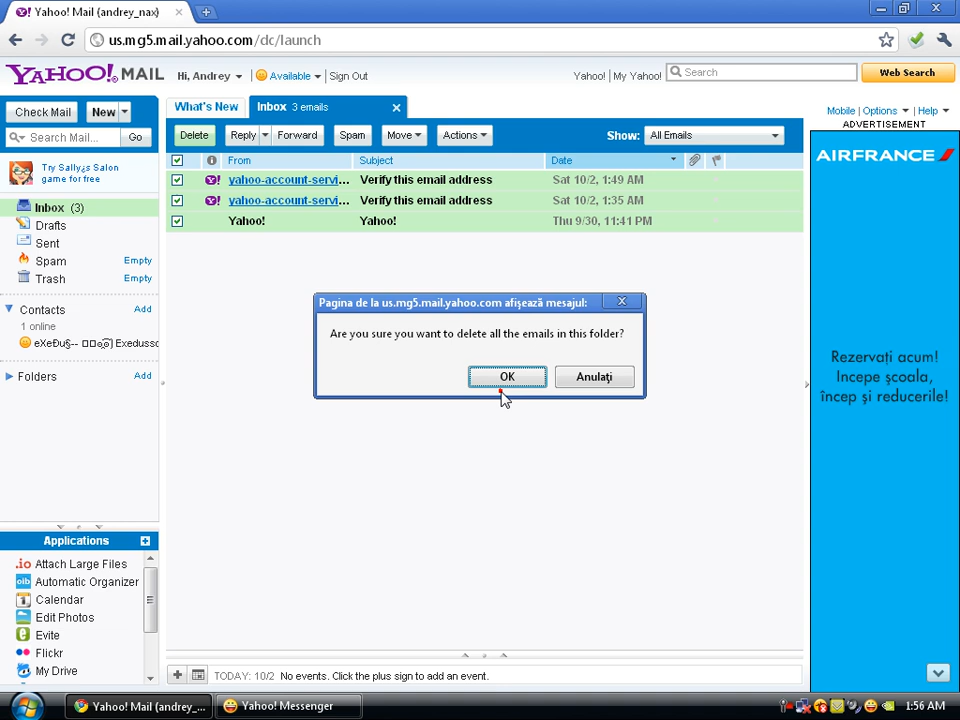 Yahoo! Mail (andrey_nax)
us.mg5.mail.yahoo.com/dc/launch
YAHOO! MAIL
Hi, Andrey
Available
Sign Out
Yahoo!
My Yahoo!
Search
Web Search
Check Mail
New
What's New
Inbox 3 emails
Mobile | Options
Help
ADVERTISEMENT
Search Mail...
Go
Delete
Reply
Forward
Spam
Move
Actions
Show:
All Emails
From
Subject
Date
yahoo-account-servi...
Verify this email address
Sat 10/2, 1:49 AM
yahoo-account-servi...
Verify this email address
Sat 10/2, 1:35 AM
Yahoo!
Yahoo!
Thu 9/30, 11:41 PM
Try Sally¿s Salon
game for free
Inbox (3)
Drafts
Sent
Spam
Empty
Trash
Empty
Contacts
Add
1 online
Folders
Add
Pagina de la us.mg5.mail.yahoo.com afişează mesajul:
Are you sure you want to delete all the emails in this folder?
OK
Anulaţi
AIRFRANCE
Rezervați acum!
Incepe școala,
încep și reducerile!
Applications
.io Attach Large Files
oib Automatic Organizer
Calendar
Edit Photos
Evite
Flickr
My Drive
TODAY: 10/2 No events. Click the plus sign to add an event.
Yahoo! Mail (andrey_...
Yahoo! Messenger
1:56 AM